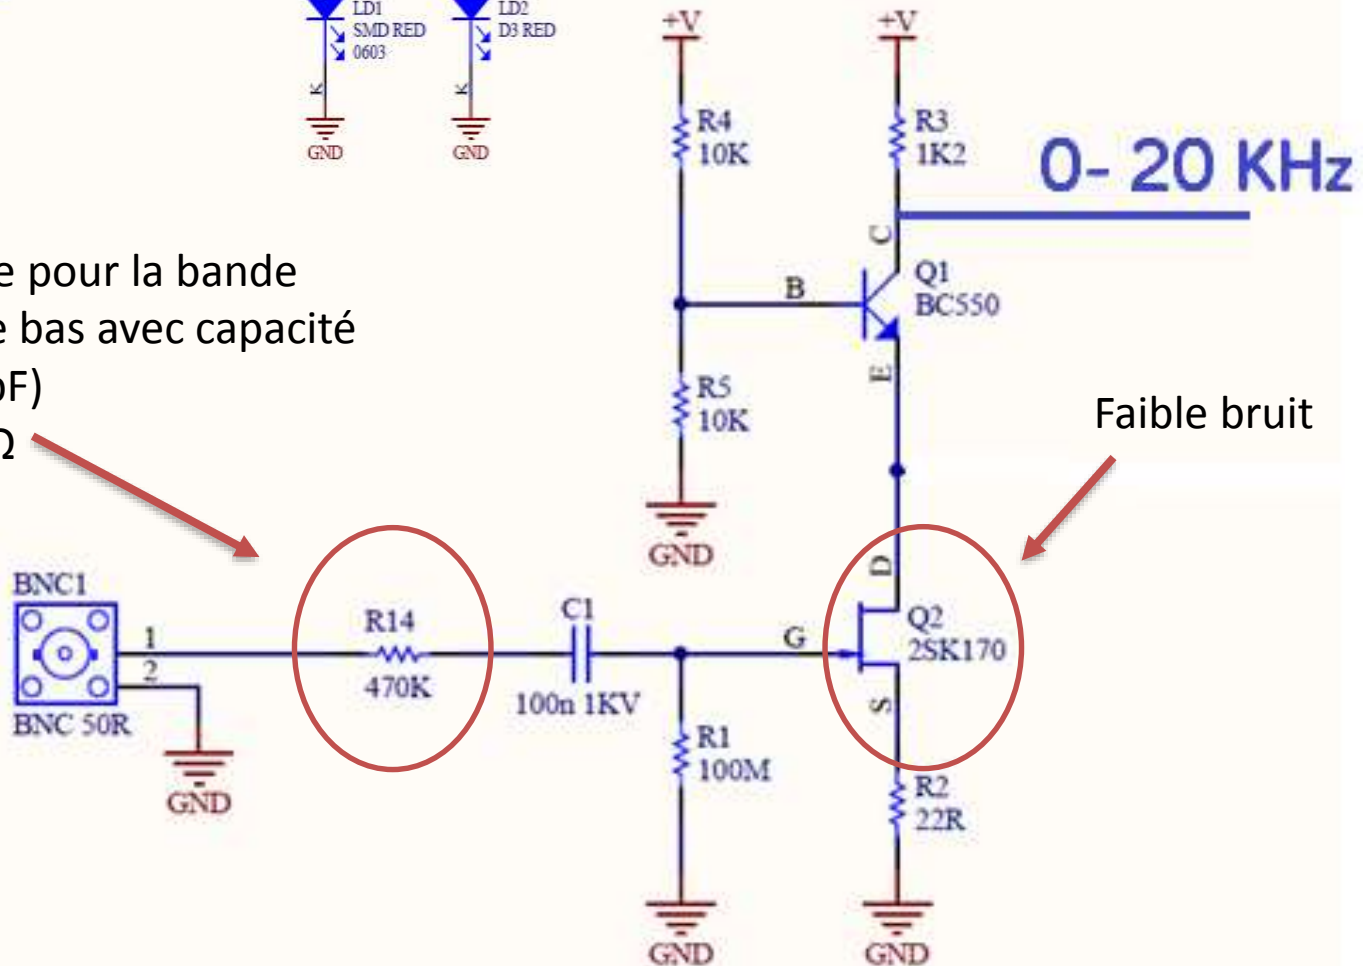 LD1
SMD RED
0603
K
GND
LD2
D3 RED
K
GND
+V
R4
10K
+V
R3
1K2
0- 20 KHz
C
B
Q1
BC550
E
R5
10K
GND
e pour la bande
e bas avec capacité
pF)
Ω
Faible bruit
BNC1
1
2
BNC 50R
GND
R14
470K
C1
100n 1KV
R1
100M
GND
D
G
Q2
2SK170
S
R2
22R
GND